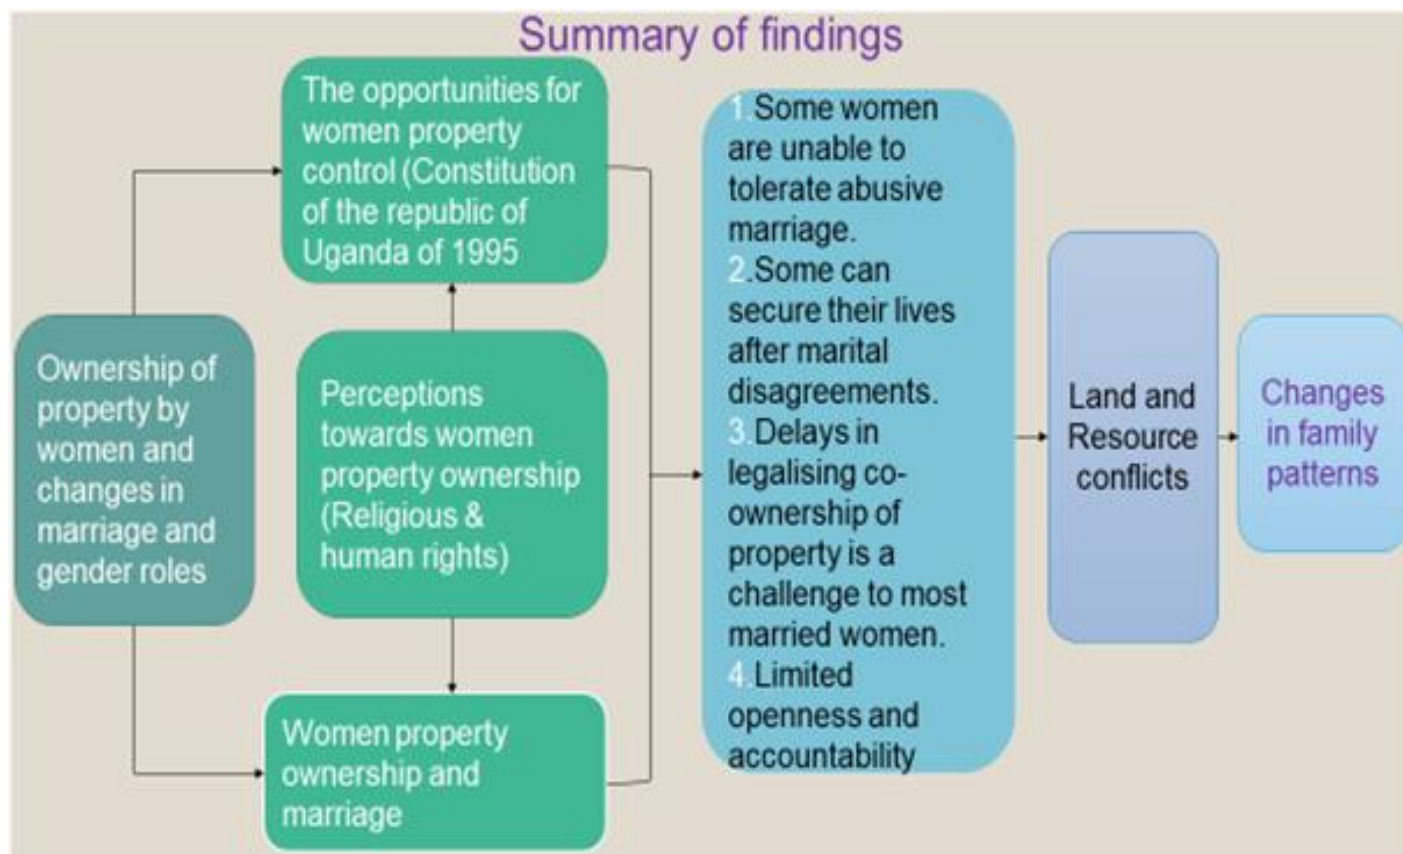 Summary of findings
The opportunities for
women property
control (Constitution
of the republic of
Uganda of 1995
Ownership of
property by
women and
changes in
marriage and
gender roles
Perceptions
towards women
property ownership
(Religious &
human rights)
Women property
ownership and
marriage
1.Some women
are unable to
tolerate abusive
marriage.
2.Some can
secure their lives
after marital
disagreements.
3.Delays in
legalising co-
ownership of
property is a
challenge to most
married women.
4.Limited
openness and
accountability
Land and
Resource
conflicts
Changes
in family
patterns